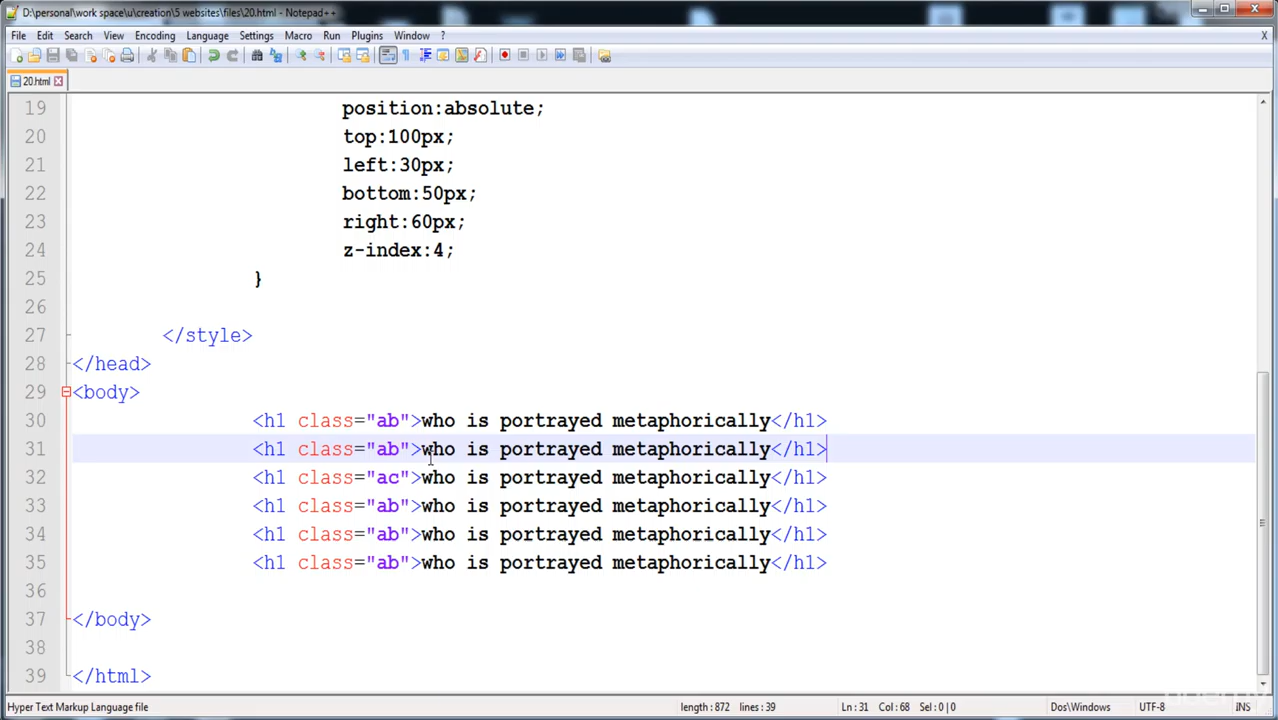 D:\personal\work space\u\creation\5 websites\files\20.html - Notepad++
File Edit Search View Encoding Language Settings Macro Run Plugins Window ? X
20.html
19 position:absolute;
20 top:100px;
21 left:30px;
22 bottom:50px;
23 right:60px;
24 z-index:4;
25 }
26
27 </style>
28 </head>
29 <body>
30 <h1 class="ab">who is portrayed metaphorically</h1>
31 <h1 class="ab">who is portrayed metaphorically</h1>
32 <h1 class="ac">who is portrayed metaphorically</h1>
33 <h1 class="ab">who is portrayed metaphorically</h1>
34 <h1 class="ab">who is portrayed metaphorically</h1>
35 <h1 class="ab">who is portrayed metaphorically</h1>
36
37 </body>
38
39 </html>
Hyper Text Markup Language file length : 872 lines : 39 Ln : 31 Col : 68 Sel : 0 | 0 Dos\Windows UTF-8 INS